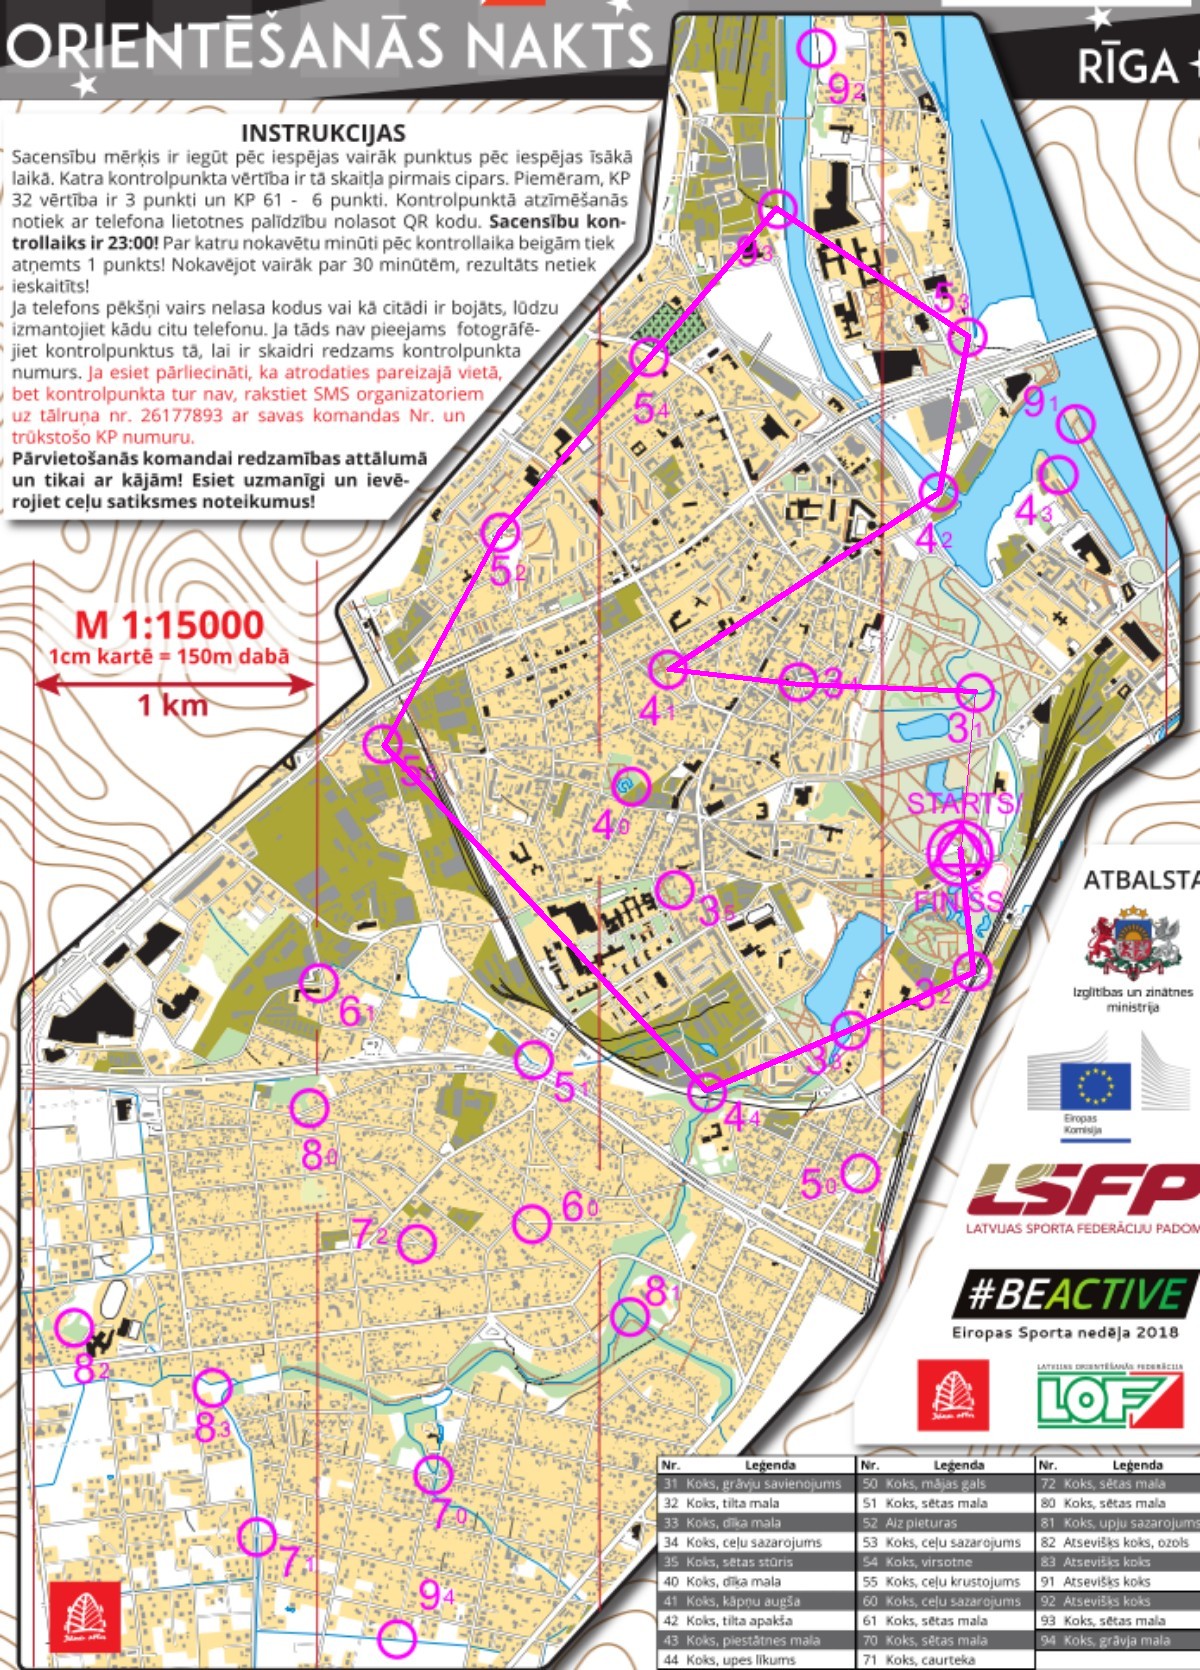 ORIENTĒŠANĀS NAKTS
RĪGA
INSTRUKCIJAS
Sacensību mērķis ir iegūt pēc iespējas vairāk punktus pēc iespējas īsākā
laikā. Katra kontrolpunkta vērtība ir tā skaitļa pirmais cipars. Piemēram, KP
32 vērtība ir 3 punkti un KP 61 - 6 punkti. Kontrolpunktā atzīmēšanās
notiek ar telefona lietotnes palīdzību nolasot QR kodu. Sacensību kon-
trollaiks ir 23:00! Par katru nokavētu minūti pēc kontrollaika beigām tiek
atņemts 1 punkts! Nokavējot vairāk par 30 minūtēm, rezultāts netiek
ieskaitīts!
Ja telefons pēkšņi vairs nelasa kodus vai kā citādi ir bojāts, lūdzu
izmantojiet kādu citu telefonu. Ja tāds nav pieejams fotogrāfē-
jiet kontrolpunktus tā, lai ir skaidri redzams kontrolpunkta
numurs. Ja esiet pārliecināti, ka atrodaties pareizajā vietā,
bet kontrolpunkta tur nav, rakstiet SMS organizatoriem
uz tālruņa nr. 26177893 ar savas komandas Nr. un
trūkstošo KP numuru.
Pārvietošanās komandai redzamības attālumā
un tikai ar kājām! Esiet uzmanīgi un ievē-
rojiet ceļu satiksmes noteikumus!
M 1:15000
1cm kartē = 150m dabā
1 km
92
93
53
54
91
43
42
52
41
34
31
55
40
STARTS
FINIŠS
35
32
61
33
51
44
80
50
60
72
81
82
83
70
71
94
ATBALSTA
Izglītības un zinātnes
ministrija
Eiropas
Komisija
LSFP
LATVIJAS SPORTA FEDERĀCIJU PADOM
#BEACTIVE
Eiropas Sporta nedēļa 2018
LATVIJAS ORIENTĒŠANĀS FEDERĀCIJA
LOF
Nr. Leģenda
31 Koks, grāvju savienojums
32 Koks, tilta mala
33 Koks, dīķa mala
34 Koks, ceļu sazarojums
35 Koks, sētas stūris
40 Koks, dīķa mala
41 Koks, kāpņu augša
42 Koks, tilta apakša
43 Koks, piestātnes mala
44 Koks, upes līkums
Nr. Leģenda
50 Koks, mājas gals
51 Koks, sētas mala
52 Aiz pieturas
53 Koks, ceļu sazarojums
54 Koks, virsotne
55 Koks, ceļu krustojums
60 Koks, ceļu sazarojums
61 Koks, sētas mala
70 Koks, sētas mala
71 Koks, caurteka
Nr. Leģenda
72 Koks, sētas mala
80 Koks, sētas mala
81 Koks, upju sazarojums
82 Atsevišķs koks, ozols
83 Atsevišķs koks
91 Atsevišķs koks
92 Atsevišķs koks
93 Koks, sētas mala
94 Koks, grāvja mala